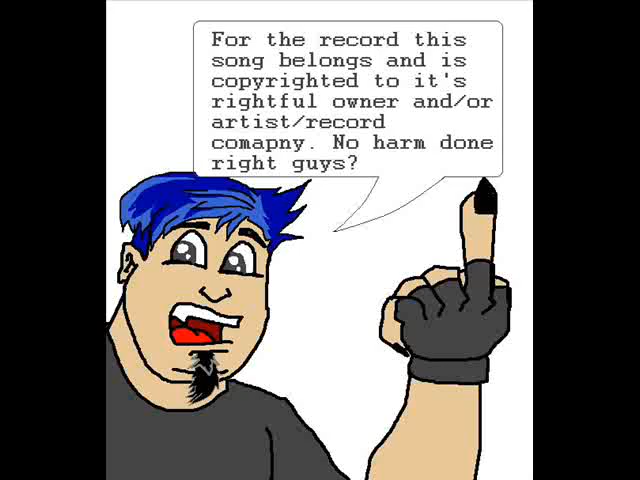 For the record this
song belongs and is
copyrighted to it's
rightful owner and/or
artist/record
comapny. No harm done
right guys?